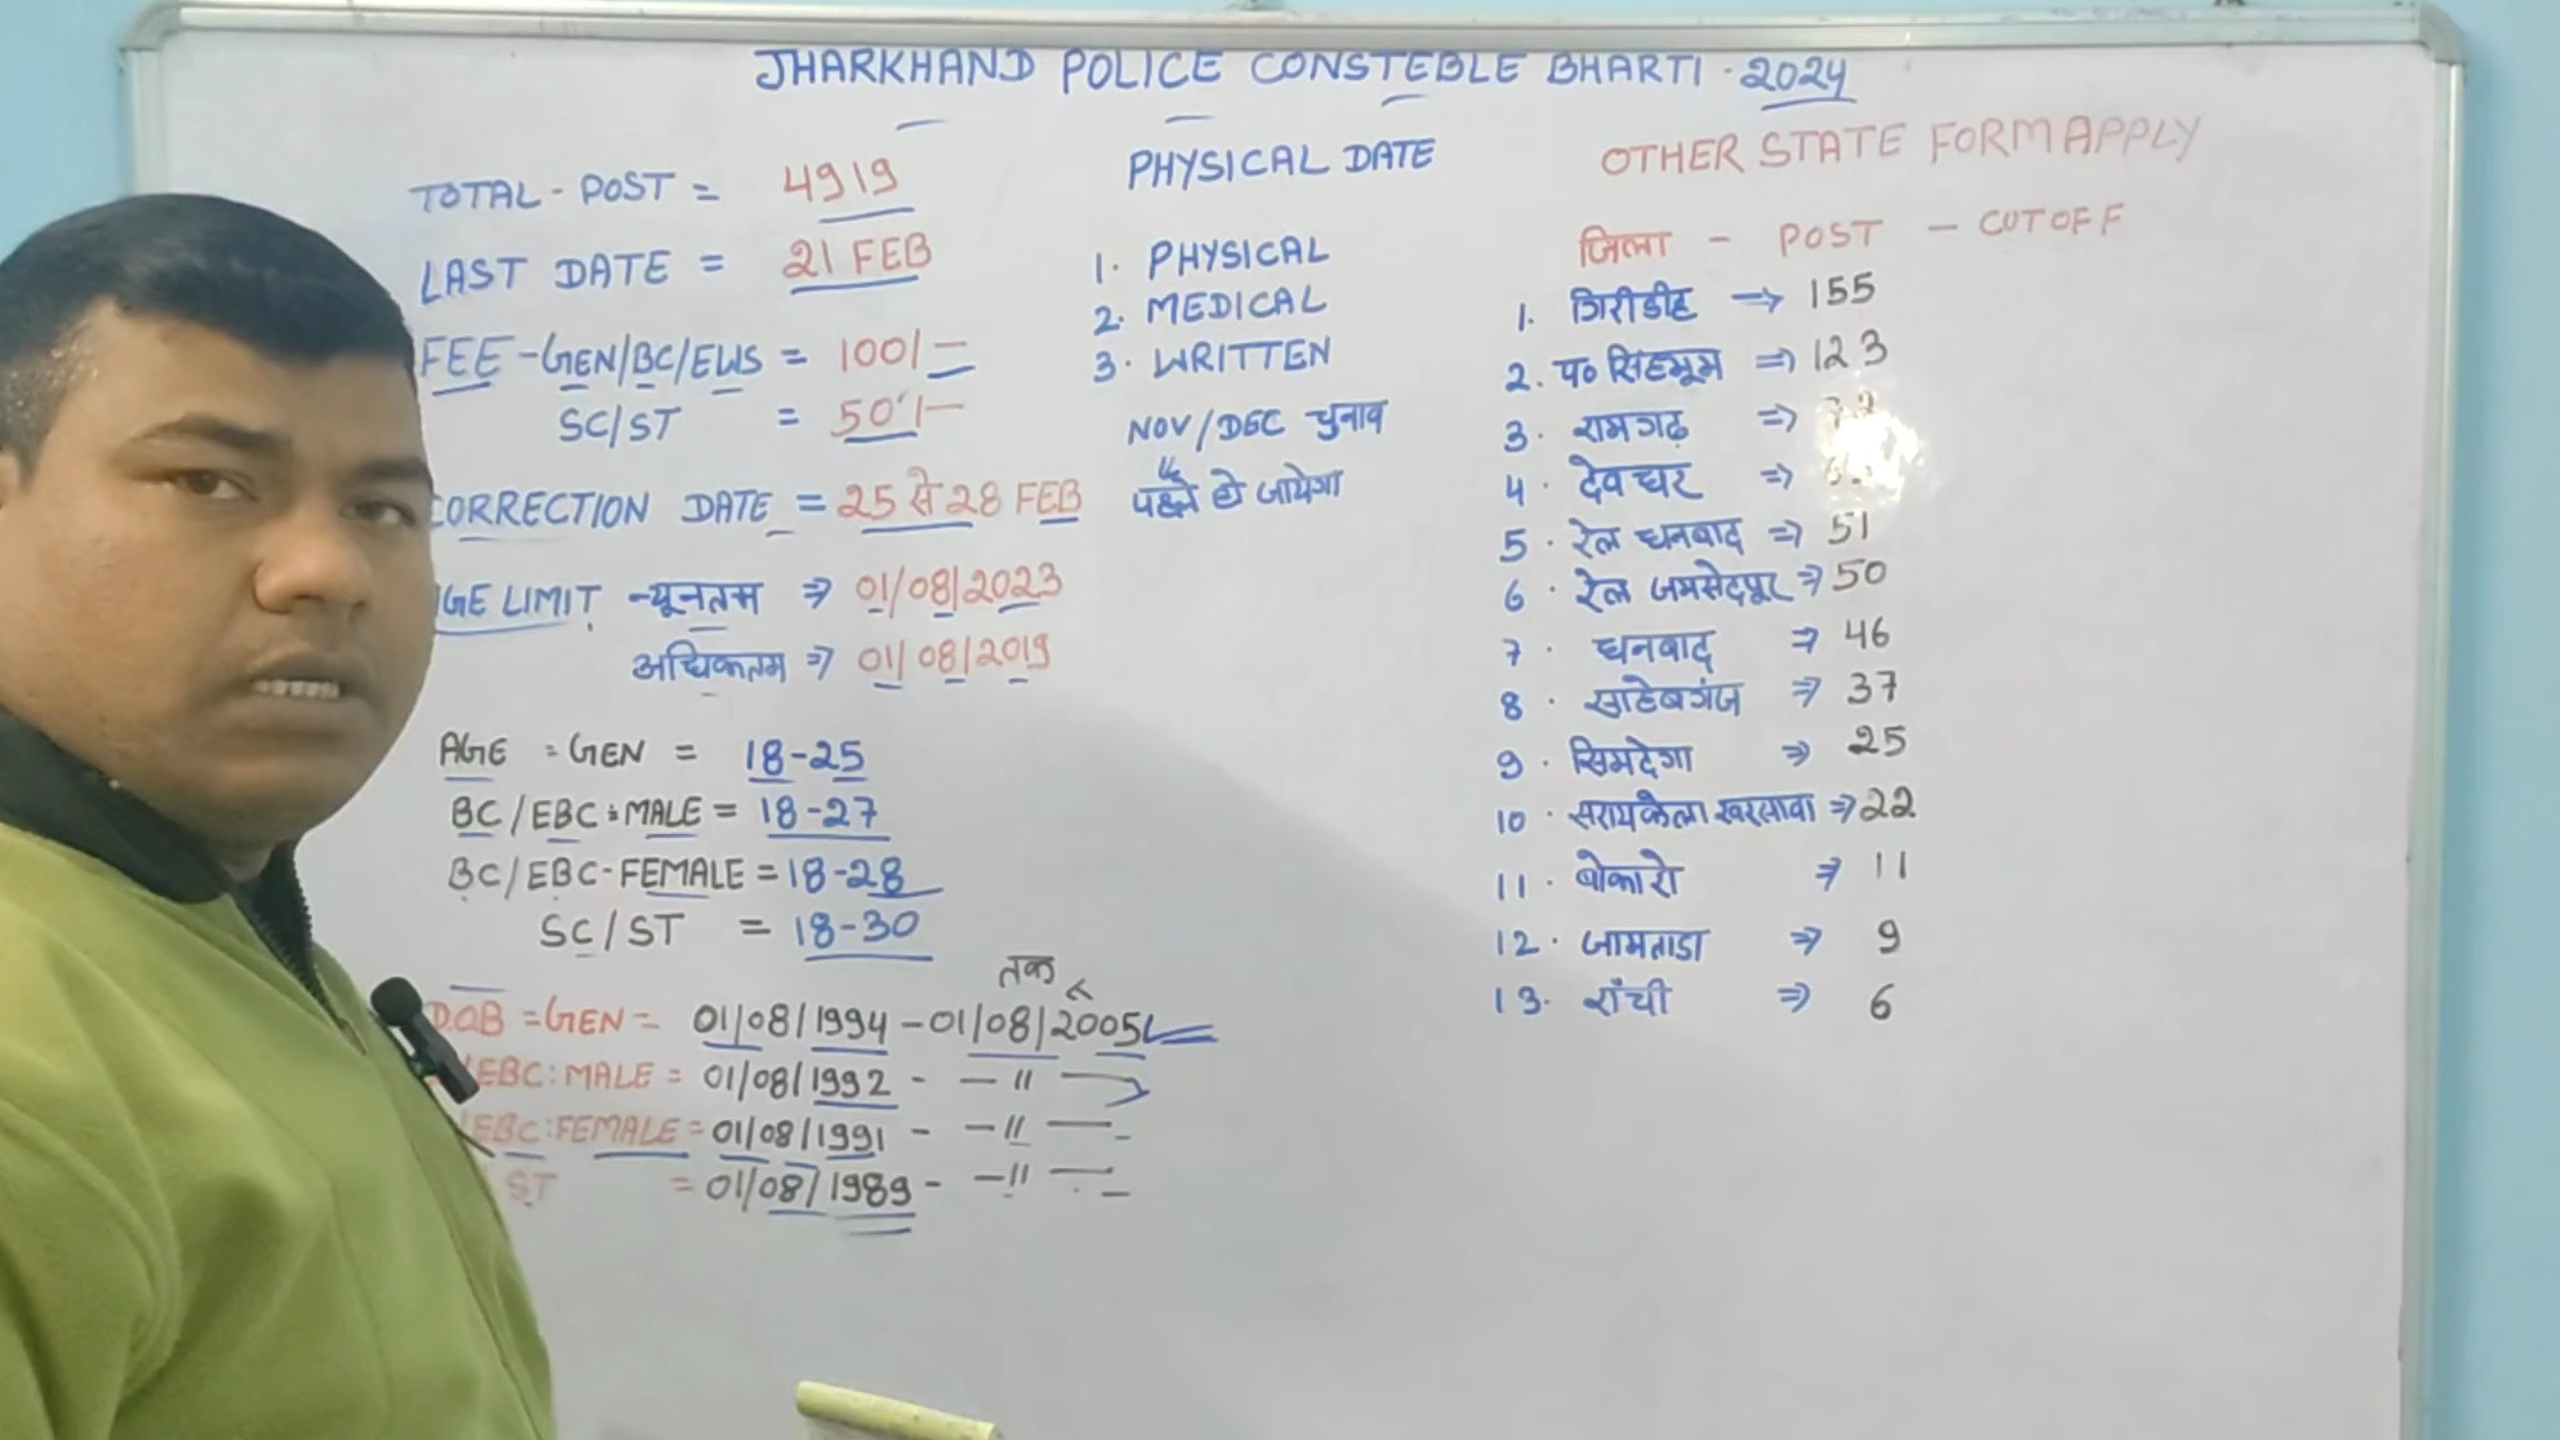 JHARKHAND POLICE CONSTEBLE BHARTI - 2024
TOTAL - POST = 4919
LAST DATE = 21 FEB
FEE - GEN/BC/EWS = 100/-
SC/ST = 50/-
CORRECTION DATE = 25 से 28 FEB
AGE LIMIT न्यूनतम ⇒ 01/08/2023
अधिकतम ⇒ 01/08/2019
AGE = GEN = 18-25
BC/EBC : MALE = 18-27
BC/EBC-FEMALE = 18-28
SC/ST = 18-30
तक
D.O.B = GEN = 01/08/1994 - 01/08/2005
/EBC : MALE = 01/08/1992 - - 11 -
/EBC : FEMALE = 01/08/1991 - - 11 -
ST = 01/08/1989 - - 11 -
PHYSICAL DATE
1. PHYSICAL
2. MEDICAL
3. WRITTEN
NOV/DEC चुनाव
पहले हो जायेगा
OTHER STATE FORM APPLY
जिला - POST - CUTOFF
1. गिरीडीह ⇒ 155
2. प० सिंहभूम ⇒ 123
3. रामगढ़ ⇒
4. देवघर ⇒
5. रेल धनबाद ⇒ 51
6. रेल जमसेदपूर ⇒ 50
7. धनबाद ⇒ 46
8. साहेबगंज ⇒ 37
9. सिमदेगा ⇒ 25
10. सरायकेला खरसावा ⇒ 22
11. बोकारो ⇒ 11
12. जामताडा ⇒ 9
13. राँची ⇒ 6